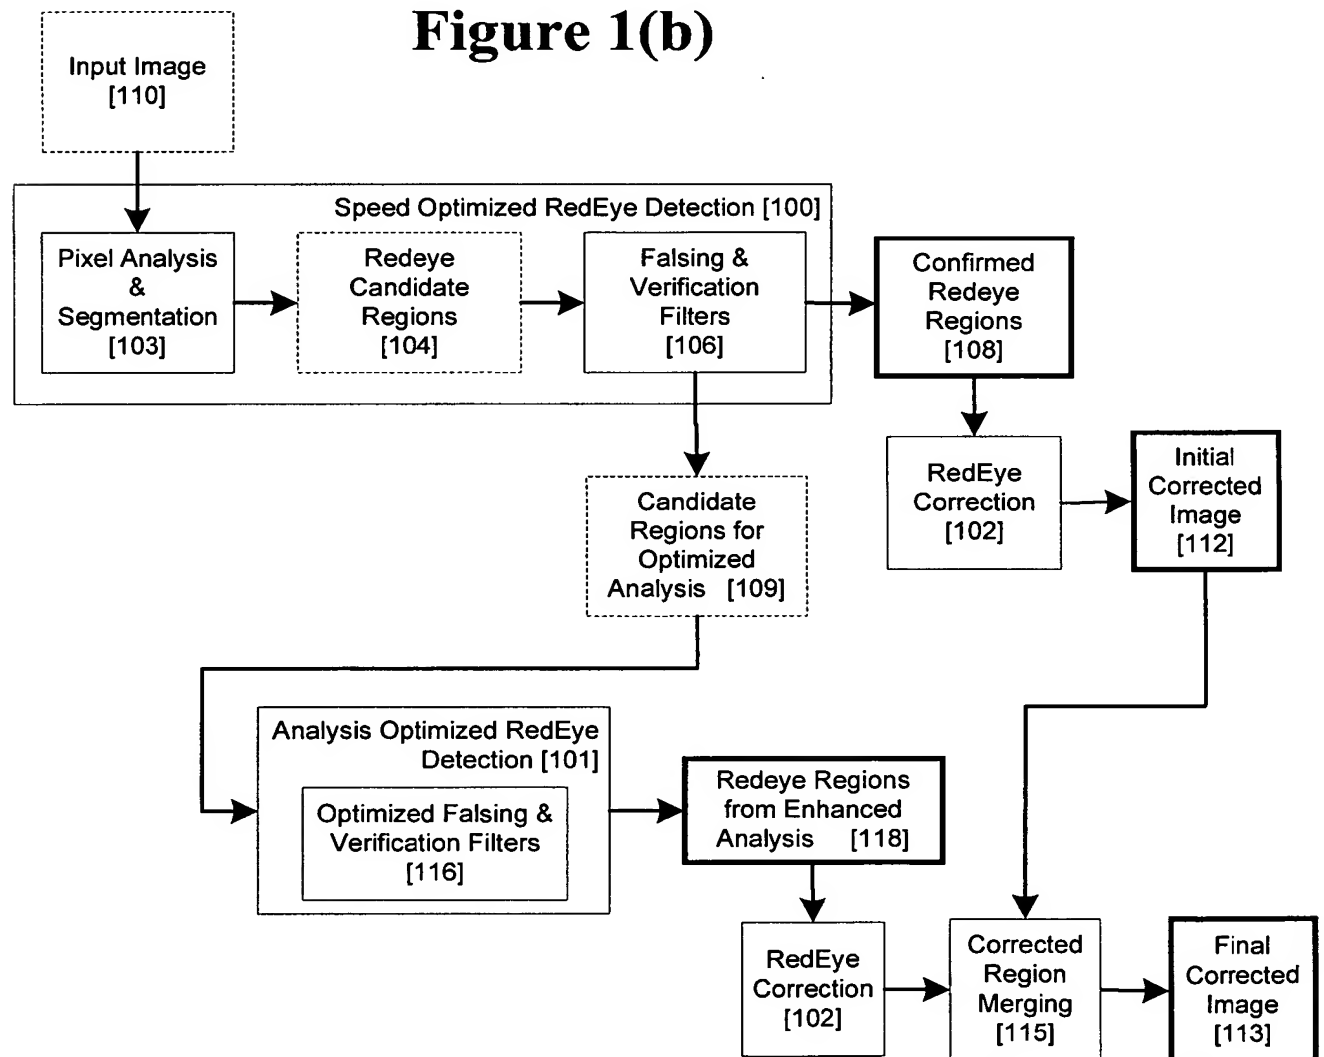 Figure 1(b)
Input Image
[110]
Speed Optimized RedEye Detection [100]
Pixel Analysis
&
Segmentation
[103]
Redeye
Candidate
Regions
[104]
Falsing &
Verification
Filters
[106]
Confirmed
Redeye
Regions
[108]
RedEye
Correction
[102]
Initial
Corrected
Image
[112]
Candidate
Regions for
Optimized
Analysis [109]
Analysis Optimized RedEye
Detection [101]
Optimized Falsing &
Verification Filters
[116]
Redeye Regions
from Enhanced
Analysis [118]
RedEye
Correction
[102]
Corrected
Region
Merging
[115]
Final
Corrected
Image
[113]